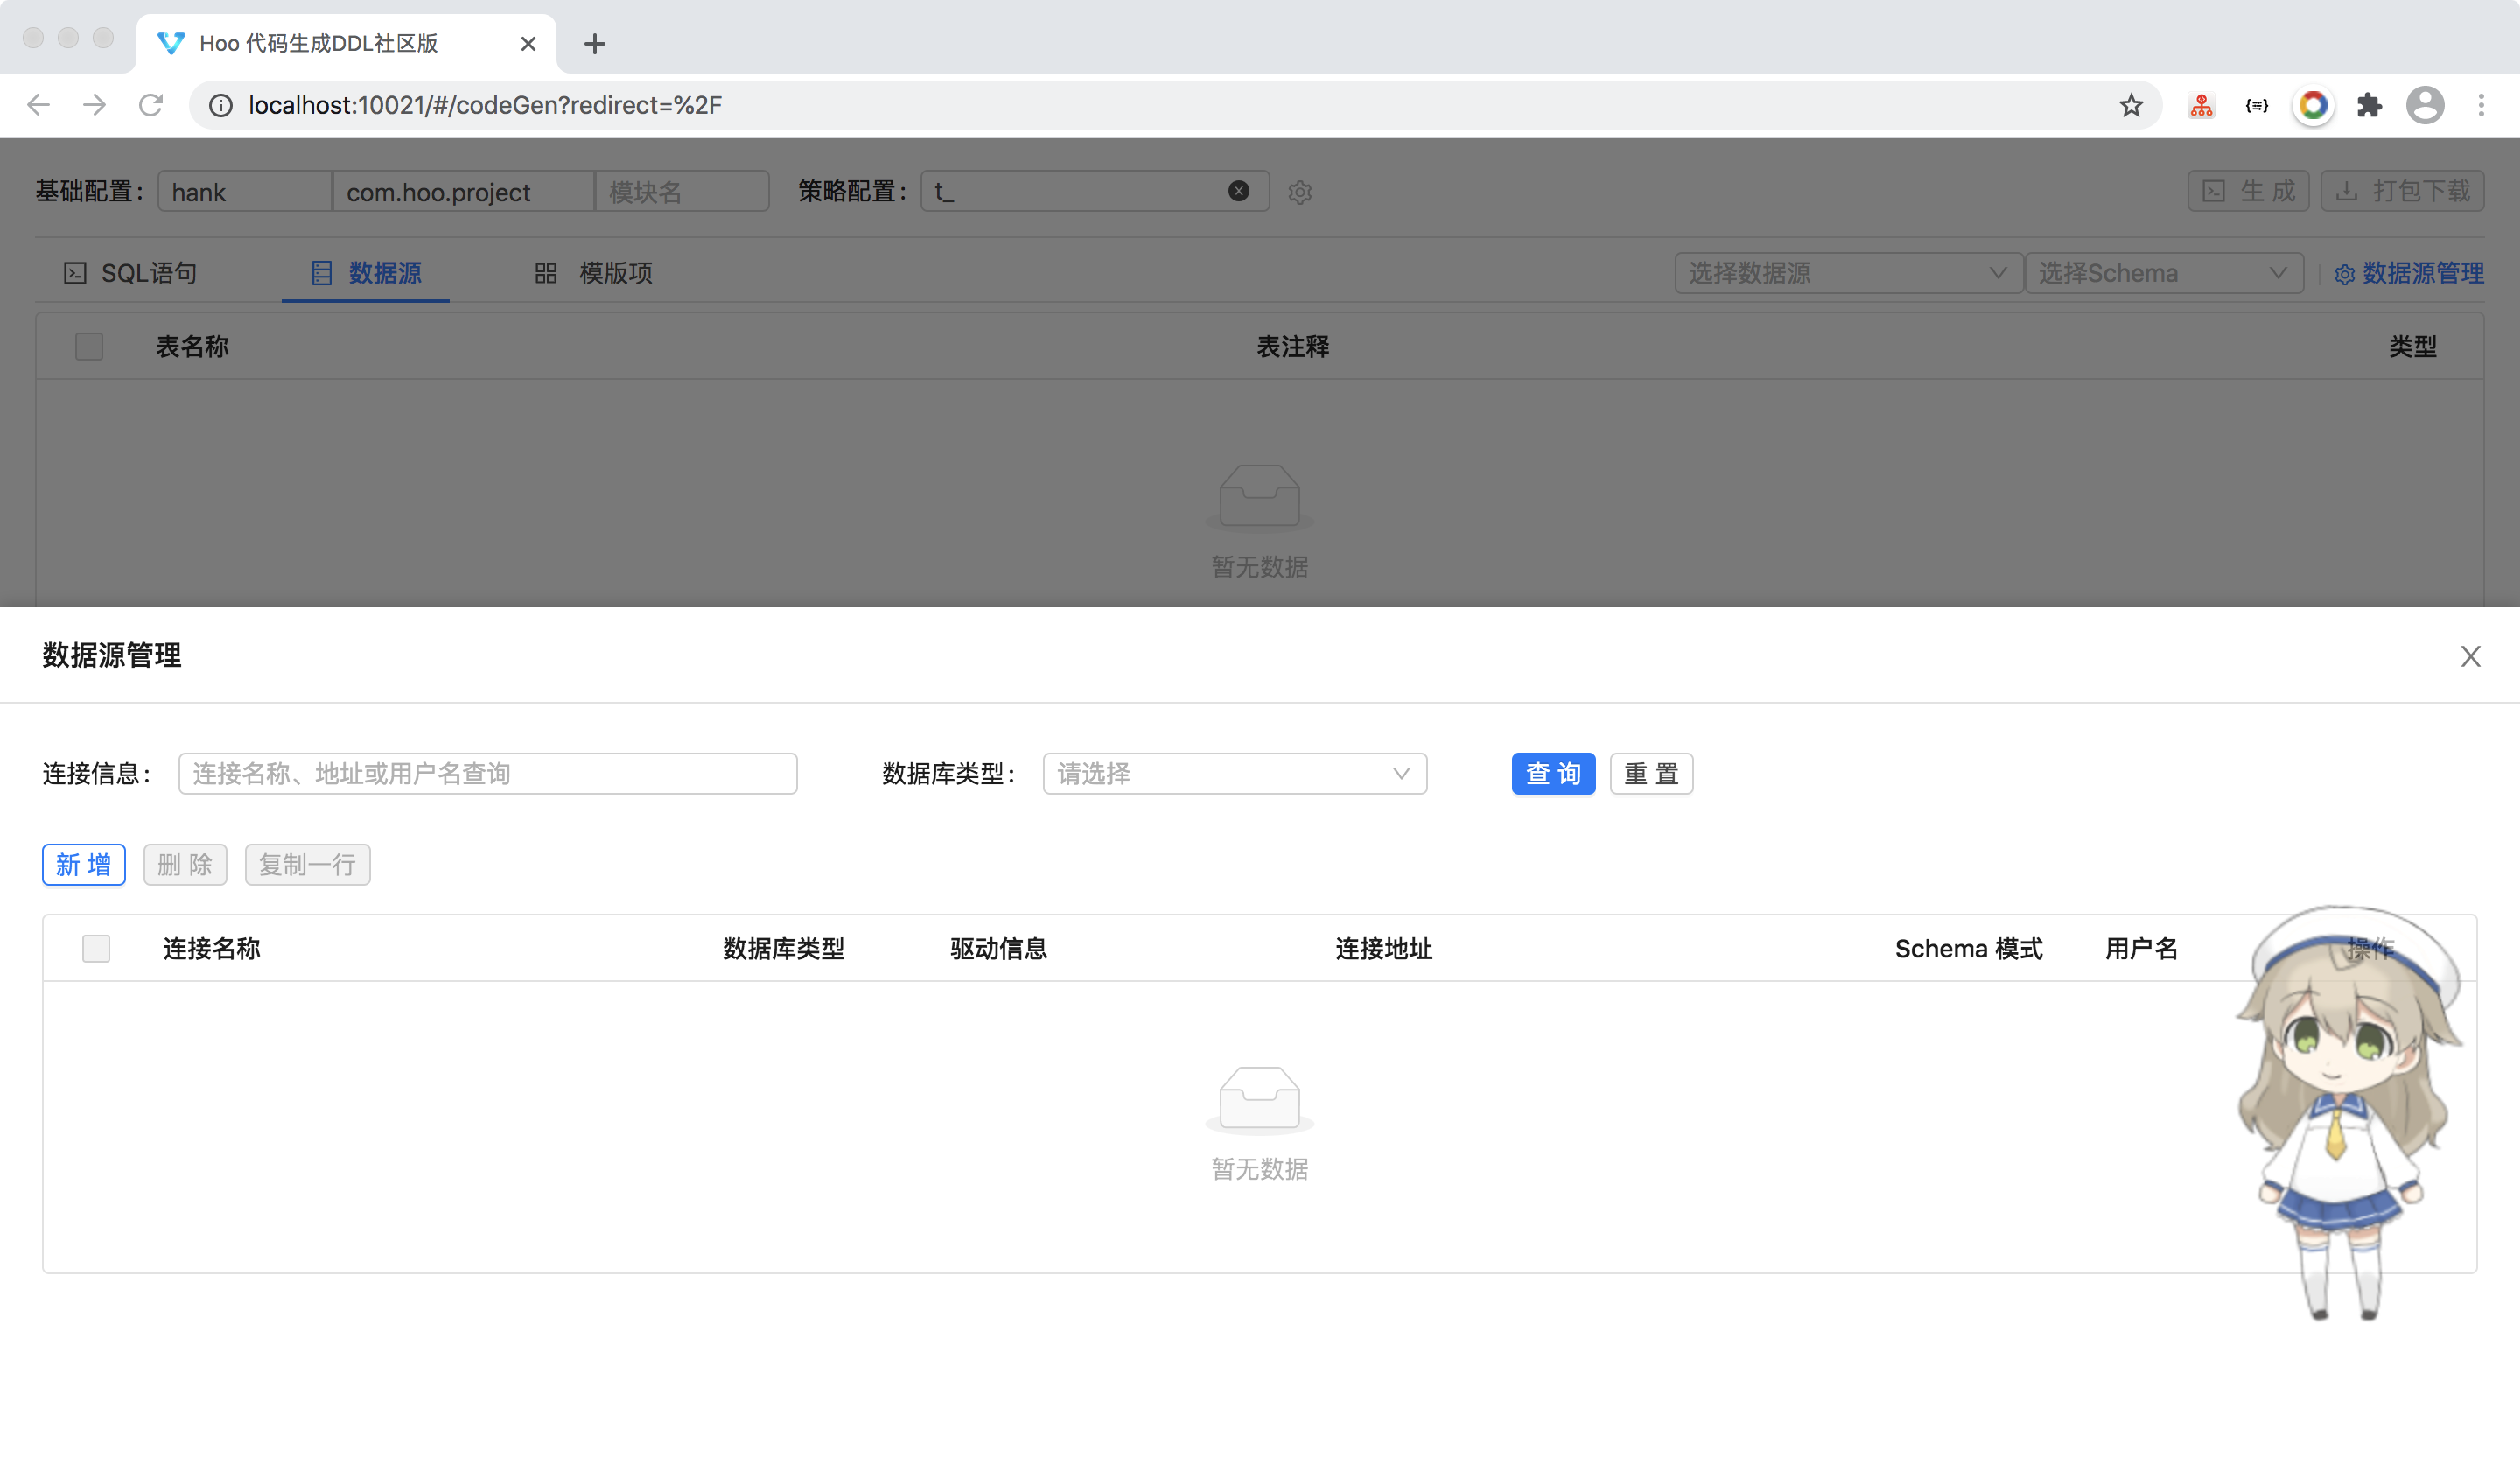 Hoo 代码生成DDL社区版
localhost:10021/#/codeGen?redirect=%2F
基础配置： hank com.hoo.project 模块名 策略配置： t_ 生 成 打包下载
SQL语句 数据源 模版项 选择数据源 选择Schema 数据源管理
表名称 表注释 类型
暂无数据
数据源管理
连接信息： 连接名称、地址或用户名查询 数据库类型： 请选择 查 询 重 置
新 增 删 除 复制一行
连接名称 数据库类型 驱动信息 连接地址 Schema 模式 用户名 操作
暂无数据